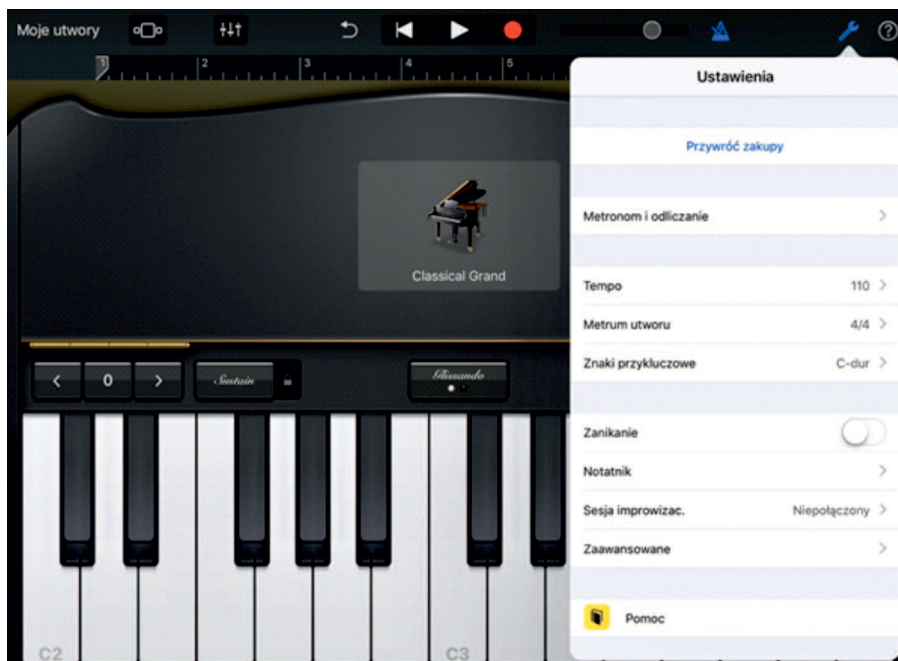 Moje utwory
1 2 3 4 5
Ustawienia
Przywróć zakupy
Metronom i odliczanie
Classical Grand
Tempo 110
Metrum utworu 4/4
Znaki przykluczowe C-dur
0 Sustain Glissando
Zanikanie
Notatnik
Sesja improwizac. Niepołączony
Zaawansowane
Pomoc
C2 C3